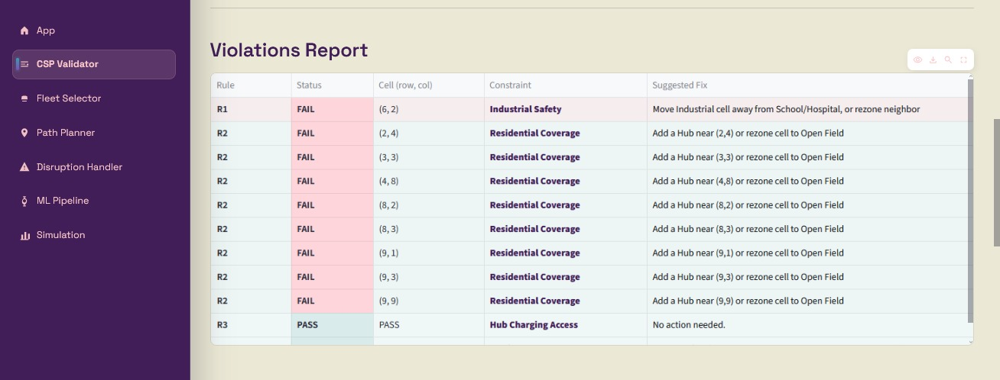 App
CSP Validator
Fleet Selector
Path Planner
Disruption Handler
ML Pipeline
Simulation
Violations Report
Rule Status Cell (row, col) Constraint Suggested Fix
R1 FAIL (6, 2) Industrial Safety Move Industrial cell away from School/Hospital, or rezone neighbor
R2 FAIL (2, 4) Residential Coverage Add a Hub near (2,4) or rezone cell to Open Field
R2 FAIL (3, 3) Residential Coverage Add a Hub near (3,3) or rezone cell to Open Field
R2 FAIL (4, 8) Residential Coverage Add a Hub near (4,8) or rezone cell to Open Field
R2 FAIL (8, 2) Residential Coverage Add a Hub near (8,2) or rezone cell to Open Field
R2 FAIL (8, 3) Residential Coverage Add a Hub near (8,3) or rezone cell to Open Field
R2 FAIL (9, 1) Residential Coverage Add a Hub near (9,1) or rezone cell to Open Field
R2 FAIL (9, 3) Residential Coverage Add a Hub near (9,3) or rezone cell to Open Field
R2 FAIL (9, 9) Residential Coverage Add a Hub near (9,9) or rezone cell to Open Field
R3 PASS PASS Hub Charging Access No action needed.